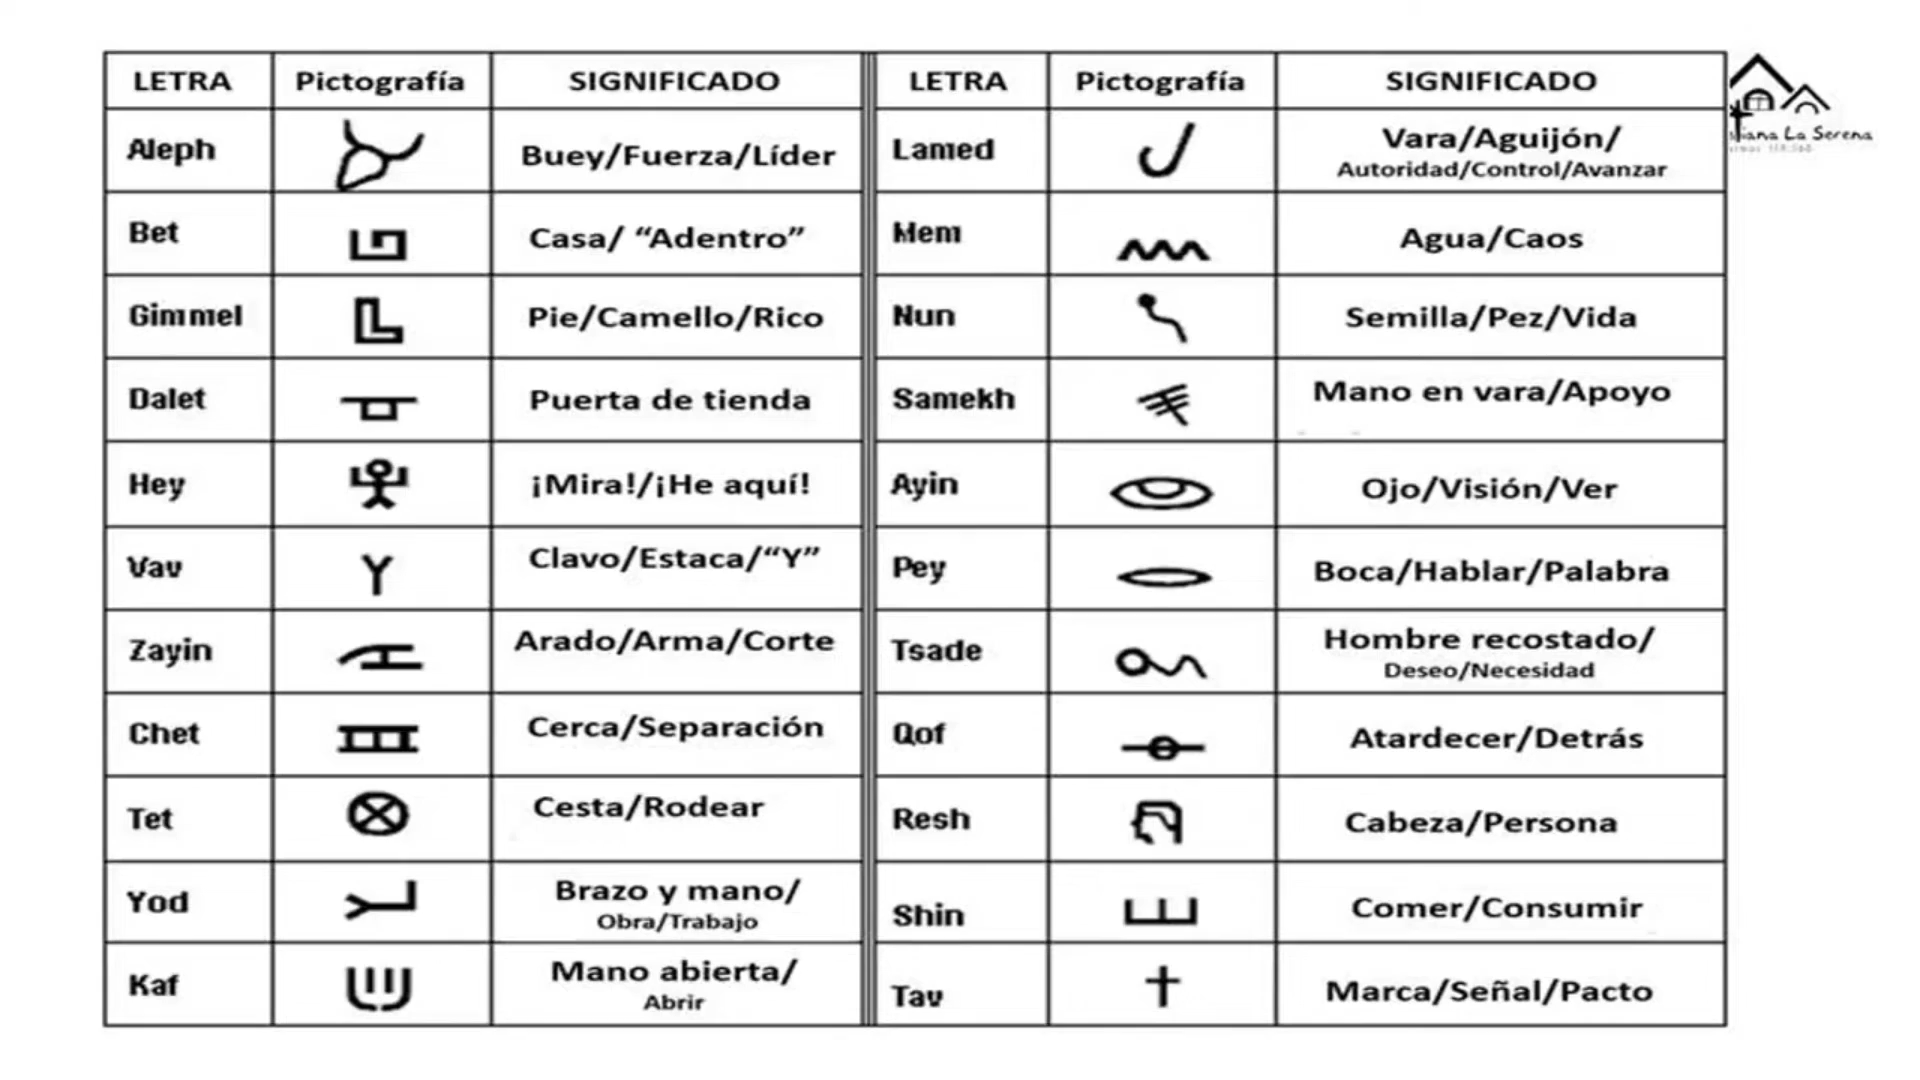 LETRA Pictografía SIGNIFICADO LETRA Pictografía SIGNIFICADO
Aleph Buey/Fuerza/Líder Lamed Vara/Aguijón/
Autoridad/Control/Avanzar
Bet Casa/ “Adentro” Mem Agua/Caos
Gimmel Pie/Camello/Rico Nun Semilla/Pez/Vida
Dalet Puerta de tienda Samekh Mano en vara/Apoyo
Hey ¡Mira!/¡He aquí! Ayin Ojo/Visión/Ver
Vav Clavo/Estaca/“Y” Pey Boca/Hablar/Palabra
Zayin Arado/Arma/Corte Tsade Hombre recostado/
Deseo/Necesidad
Chet Cerca/Separación Qof Atardecer/Detrás
Tet Cesta/Rodear Resh Cabeza/Persona
Yod Brazo y mano/ Shin Comer/Consumir
Obra/Trabajo
Kaf Mano abierta/ Tav Marca/Señal/Pacto
Abrir
La Serena